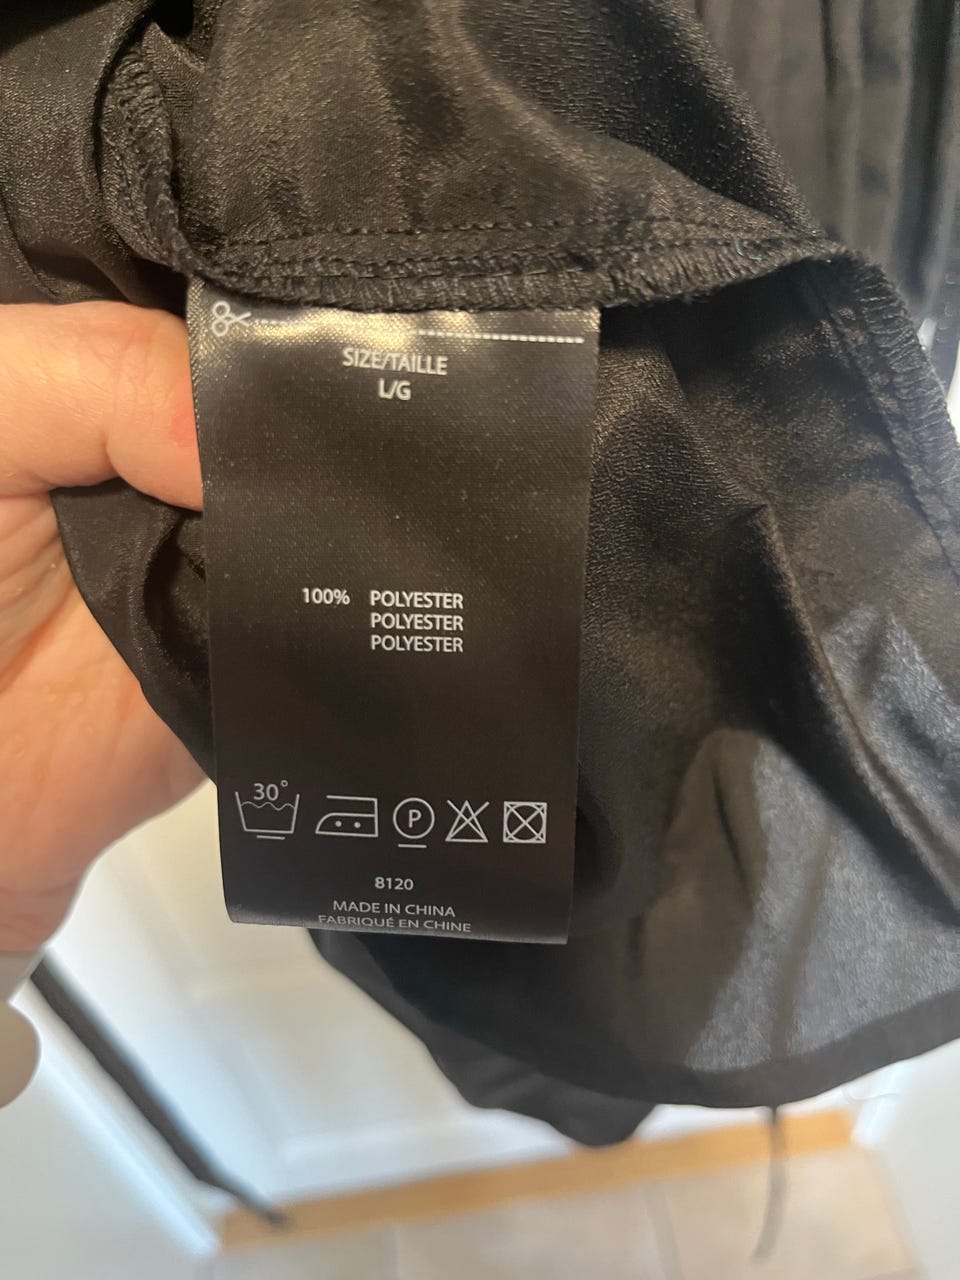 SIZE/TAILLE
L/G
100% POLYESTER
POLYESTER
POLYESTER
30°
P
8120
MADE IN CHINA
FABRIQUÉ EN CHINE